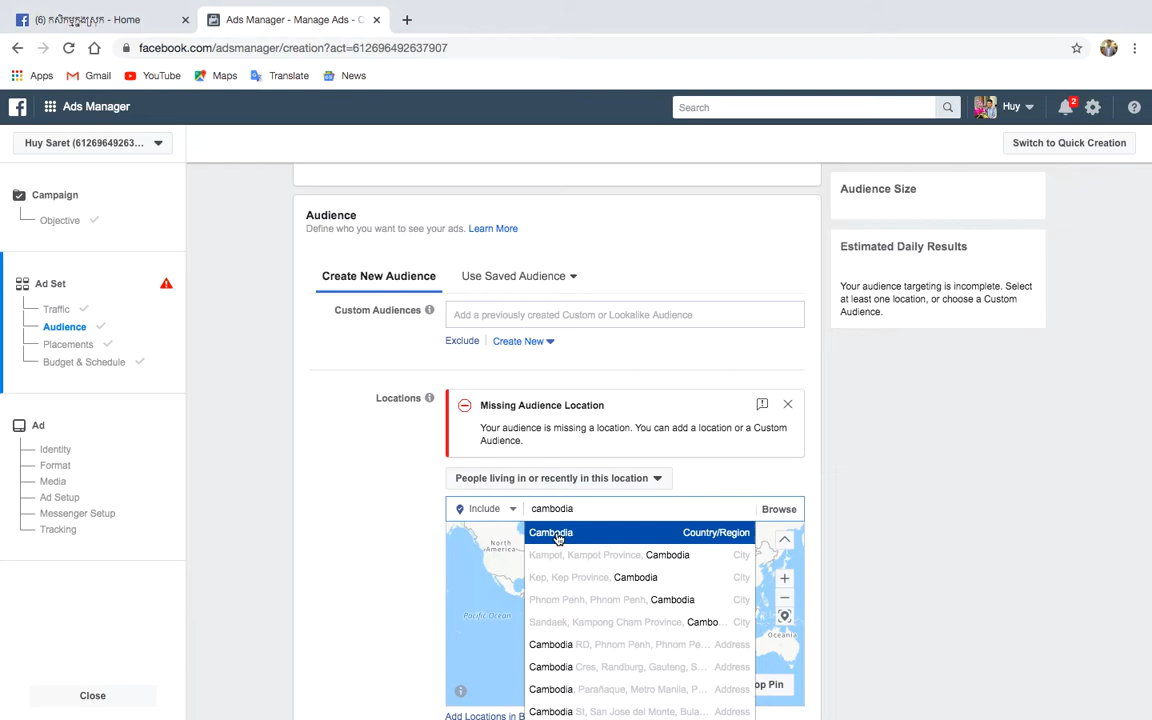 (6) កសិកម្មក្នុងស្រុក - Home
Ads Manager - Manage Ads - C
facebook.com/adsmanager/creation?act=612696492637907
Apps Gmail YouTube Maps Translate News
Ads Manager
Search
Huy
2
Huy Saret (61269649263...
Switch to Quick Creation
Campaign
Objective
Ad Set
Traffic
Audience
Placements
Budget & Schedule
Ad
Identity
Format
Media
Ad Setup
Messenger Setup
Tracking
Close
Audience
Define who you want to see your ads. Learn More
Create New Audience Use Saved Audience
Custom Audiences
Add a previously created Custom or Lookalike Audience
Exclude Create New
Locations
Missing Audience Location
Your audience is missing a location. You can add a location or a Custom
Audience.
People living in or recently in this location
Include cambodia Browse
Cambodia Country/Region
Kampot, Kampot Province, Cambodia City
Kep, Kep Province, Cambodia City
Phnom Penh, Phnom Penh, Cambodia City
Sandaek, Kampong Cham Province, Cambo... City
Cambodia RD, Phnom Penh, Phnom Pe... Address
Cambodia Cres, Randburg, Gauteng, S... Address
Cambodia, Parañaque, Metro Manila, P... Address
Cambodia St, San Jose del Monte, Bula... Address
North
America
Pacific Ocean
Oceania
op Pin
Add Locations in B
Audience Size
Estimated Daily Results
Your audience targeting is incomplete. Select
at least one location, or choose a Custom
Audience.